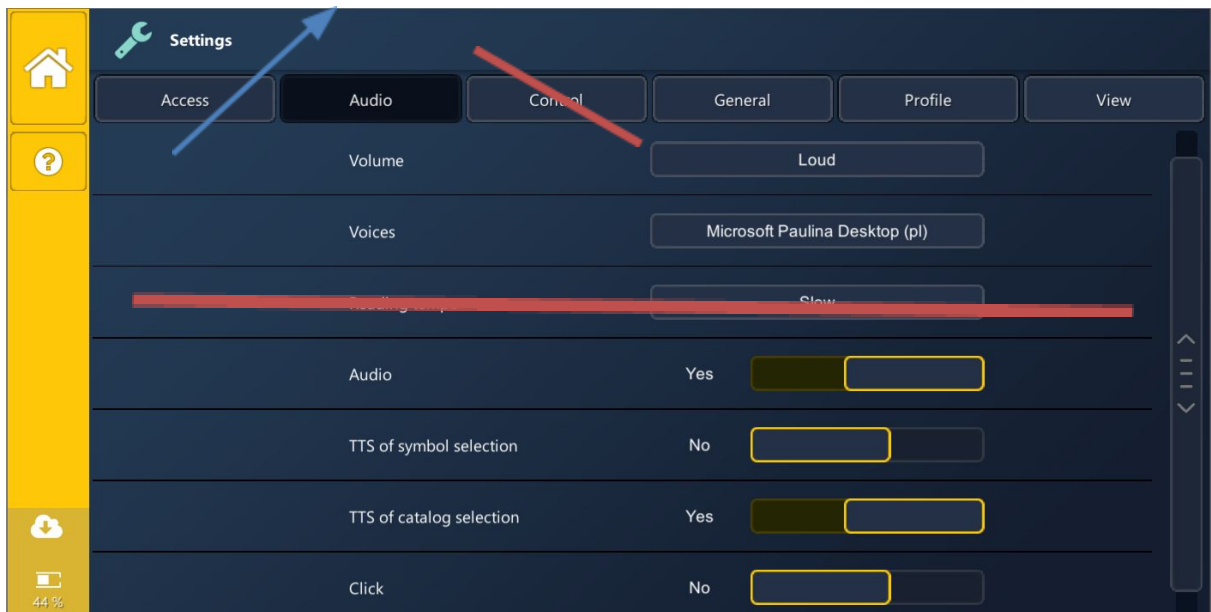 Settings
Access Audio Control General Profile View
Volume Loud
Voices Microsoft Paulina Desktop (pl)
Slow
Audio Yes
TTS of symbol selection No
TTS of catalog selection Yes
Click No
44 %